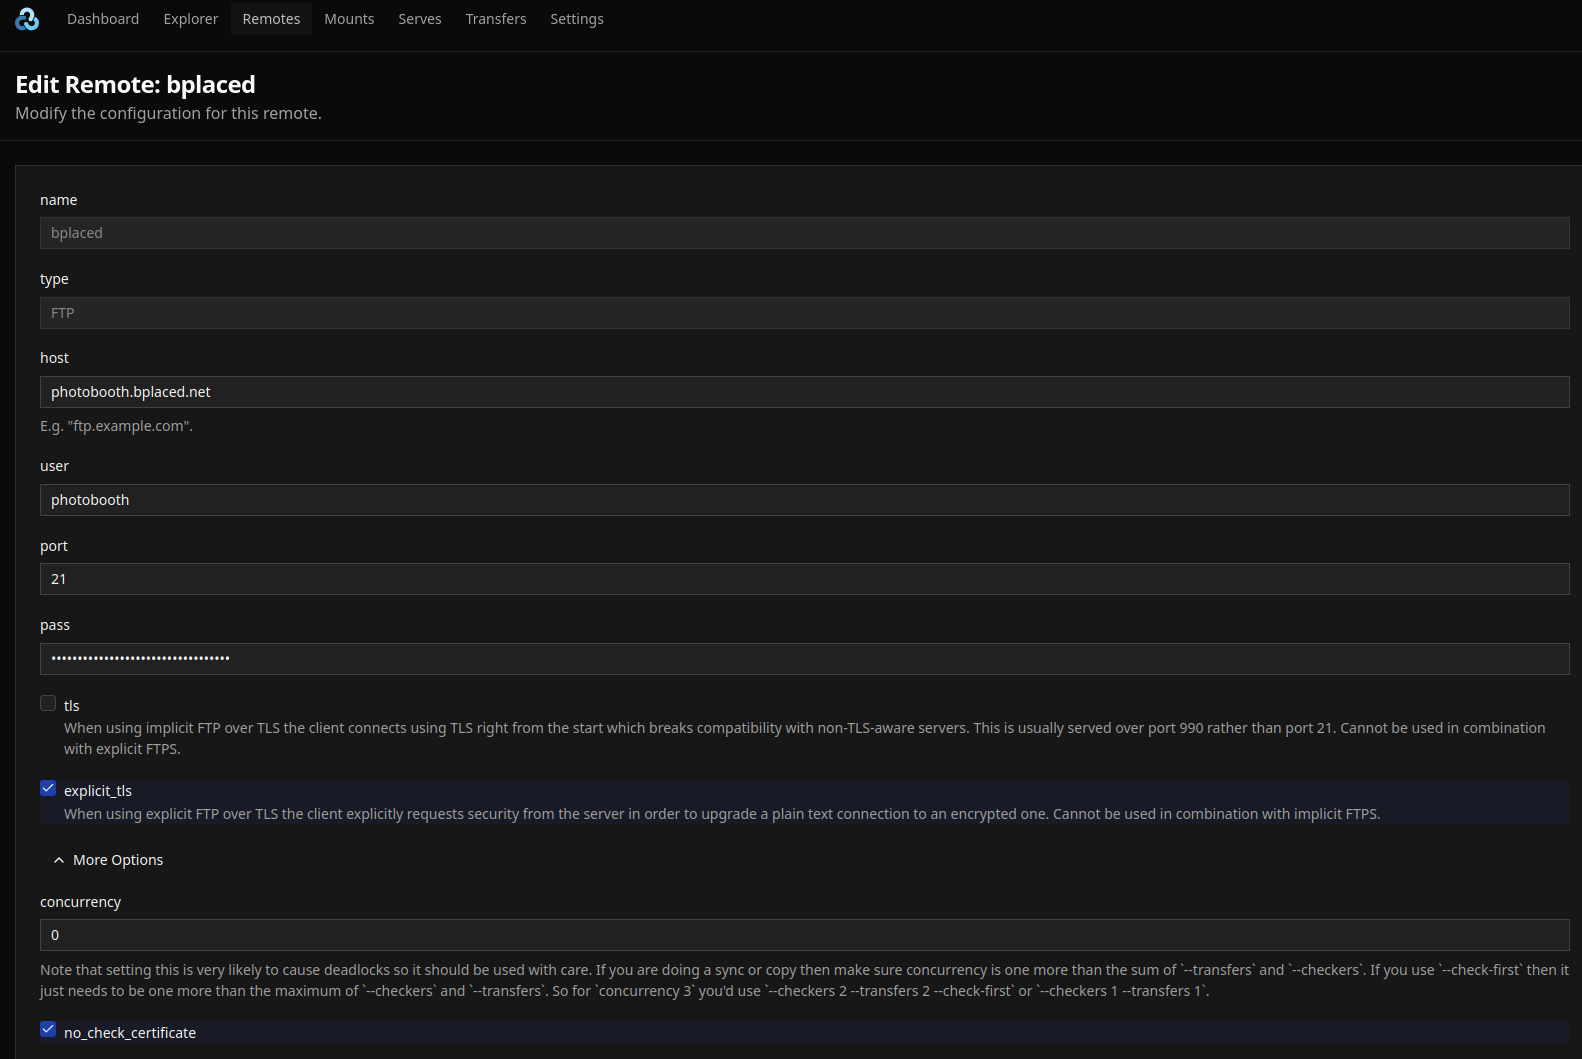 Dashboard Explorer Remotes Mounts Serves Transfers Settings
Edit Remote: bplaced
Modify the configuration for this remote.
name
bplaced
type
FTP
host
photobooth.bplaced.net
E.g. "ftp.example.com".
user
photobooth
port
21
pass
••••••••••••••••••••••••••••••••••
tls
When using implicit FTP over TLS the client connects using TLS right from the start which breaks compatibility with non-TLS-aware servers. This is usually served over port 990 rather than port 21. Cannot be used in combination
with explicit FTPS.
explicit_tls
When using explicit FTP over TLS the client explicitly requests security from the server in order to upgrade a plain text connection to an encrypted one. Cannot be used in combination with implicit FTPS.
More Options
concurrency
0
Note that setting this is very likely to cause deadlocks so it should be used with care. If you are doing a sync or copy then make sure concurrency is one more than the sum of `--transfers` and `--checkers`. If you use `--check-first` then it
just needs to be one more than the maximum of `--checkers` and `--transfers`. So for `concurrency 3` you'd use `--checkers 2 --transfers 2 --check-first` or `--checkers 1 --transfers 1`.
no_check_certificate